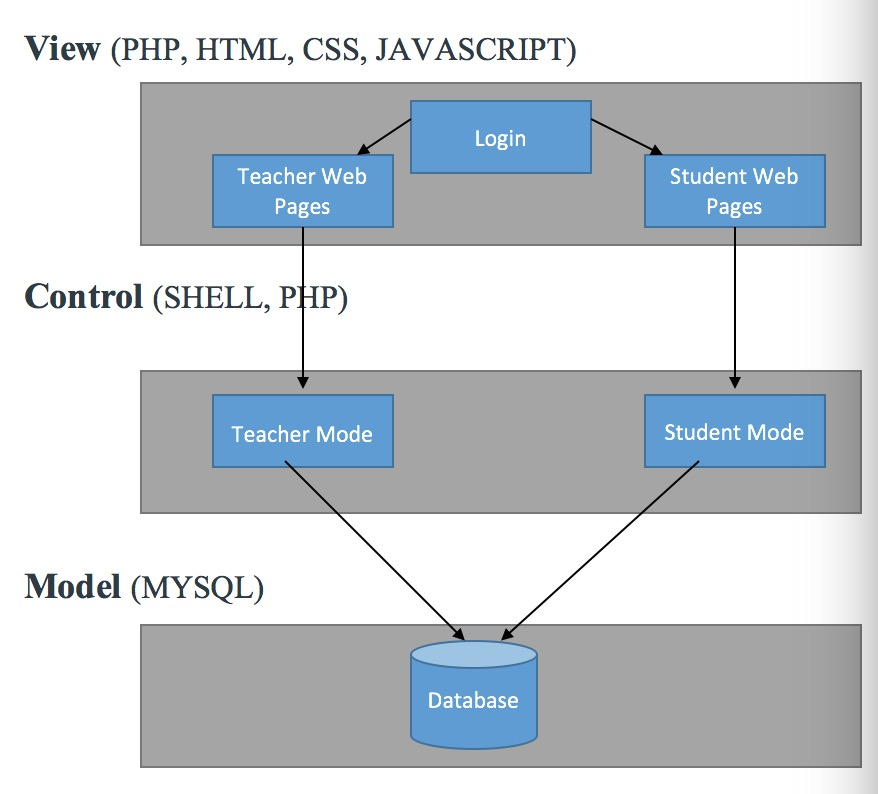 View (PHP, HTML, CSS, JAVASCRIPT)
Login
Teacher Web
Pages
Student Web
Pages
Control (SHELL, PHP)
Teacher Mode
Student Mode
Model (MYSQL)
Database